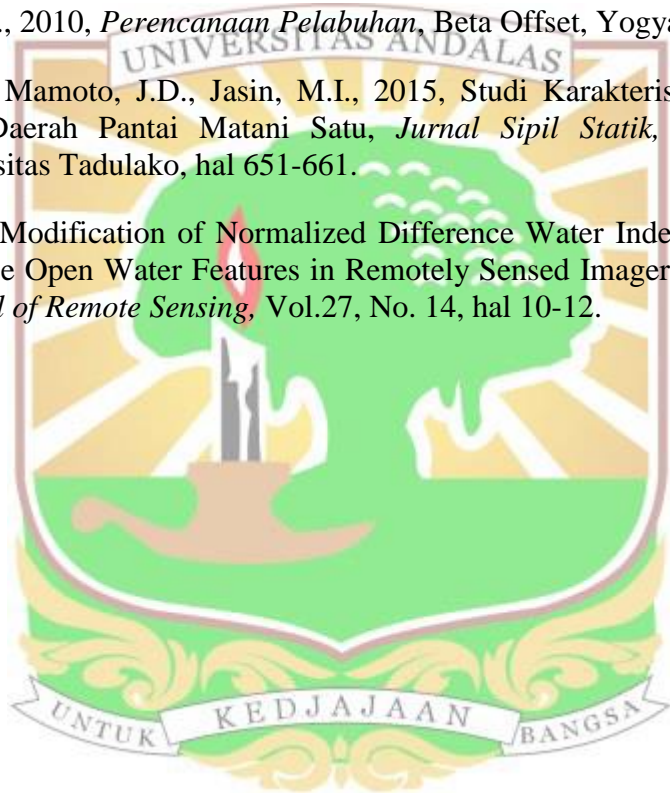 ., 2010, Perencanaan Pelabuhan, Beta Offset, Yogya
UNIVERSITAS ANDALAS
Mamoto, J.D., Jasin, M.I., 2015, Studi Karakteris
Daerah Pantai Matani Satu, Jurnal Sipil Statik,
sitas Tadulako, hal 651-661.
Modification of Normalized Difference Water Inde
e Open Water Features in Remotely Sensed Imager
l of Remote Sensing, Vol.27, No. 14, hal 10-12.
UNTUK KEDJAJAAN BANGSA